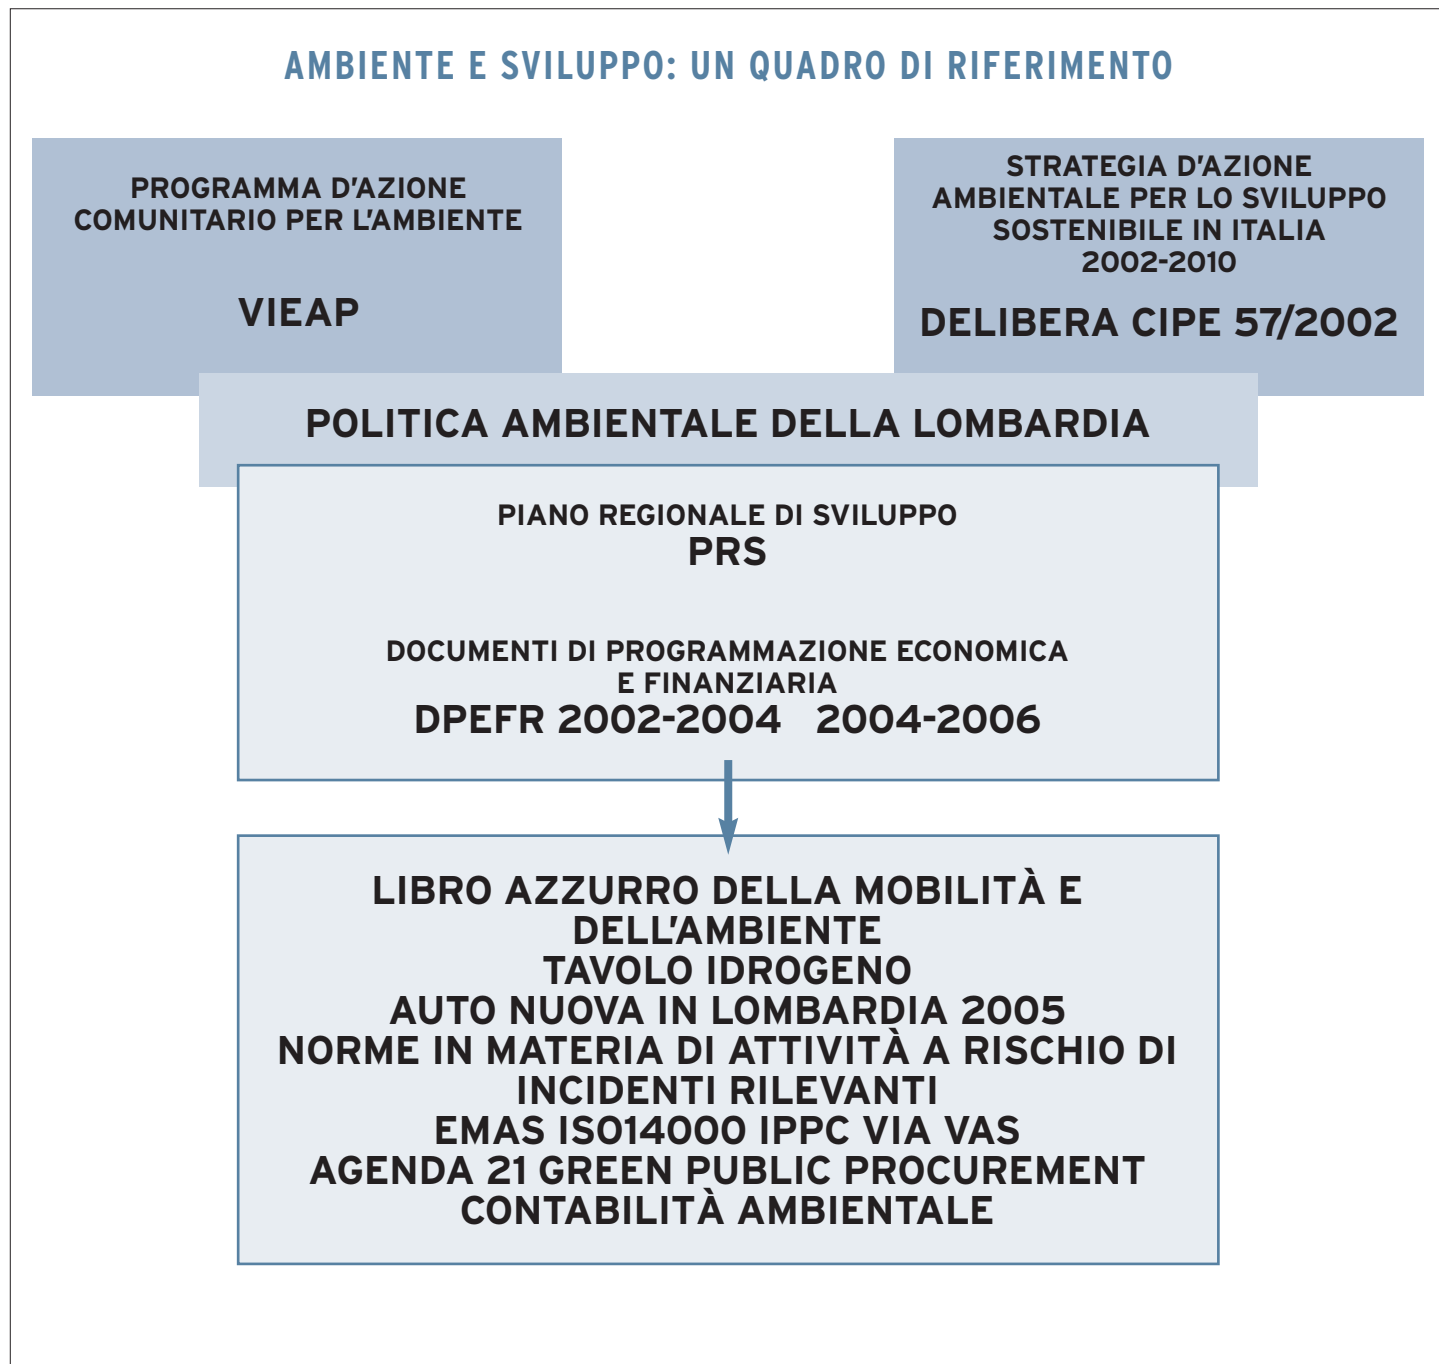 AMBIENTE E SVILUPPO: UN QUADRO DI RIFERIMENTO
PROGRAMMA D'AZIONE
COMUNITARIO PER L'AMBIENTE
VIEAP
STRATEGIA D'AZIONE
AMBIENTALE PER LO SVILUPPO
SOSTENIBILE IN ITALIA
2002-2010
DELIBERA CIPE 57/2002
POLITICA AMBIENTALE DELLA LOMBARDIA
PIANO REGIONALE DI SVILUPPO
PRS
DOCUMENTI DI PROGRAMMAZIONE ECONOMICA
E FINANZIARIA
DPEFR 2002-2004 2004-2006
LIBRO AZZURRO DELLA MOBILITÀ E
DELL'AMBIENTE
TAVOLO IDROGENO
AUTO NUOVA IN LOMBARDIA 2005
NORME IN MATERIA DI ATTIVITÀ A RISCHIO DI
INCIDENTI RILEVANTI
EMAS ISO14000 IPPC VIA VAS
AGENDA 21 GREEN PUBLIC PROCUREMENT
CONTABILITÀ AMBIENTALE